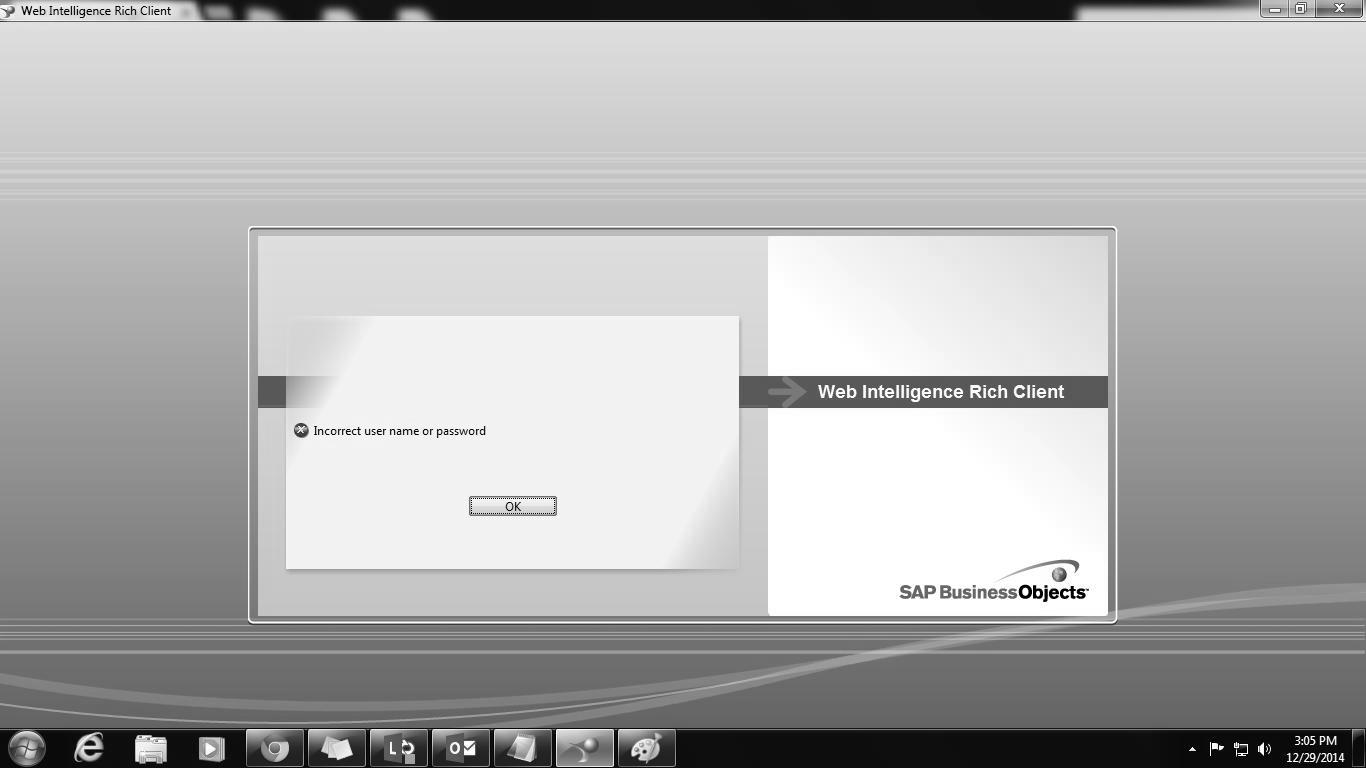 Web Intelligence Rich Client
Web Intelligence Rich Client
Incorrect user name or password
OK
SAP BusinessObjects™
3:05 PM
12/29/2014